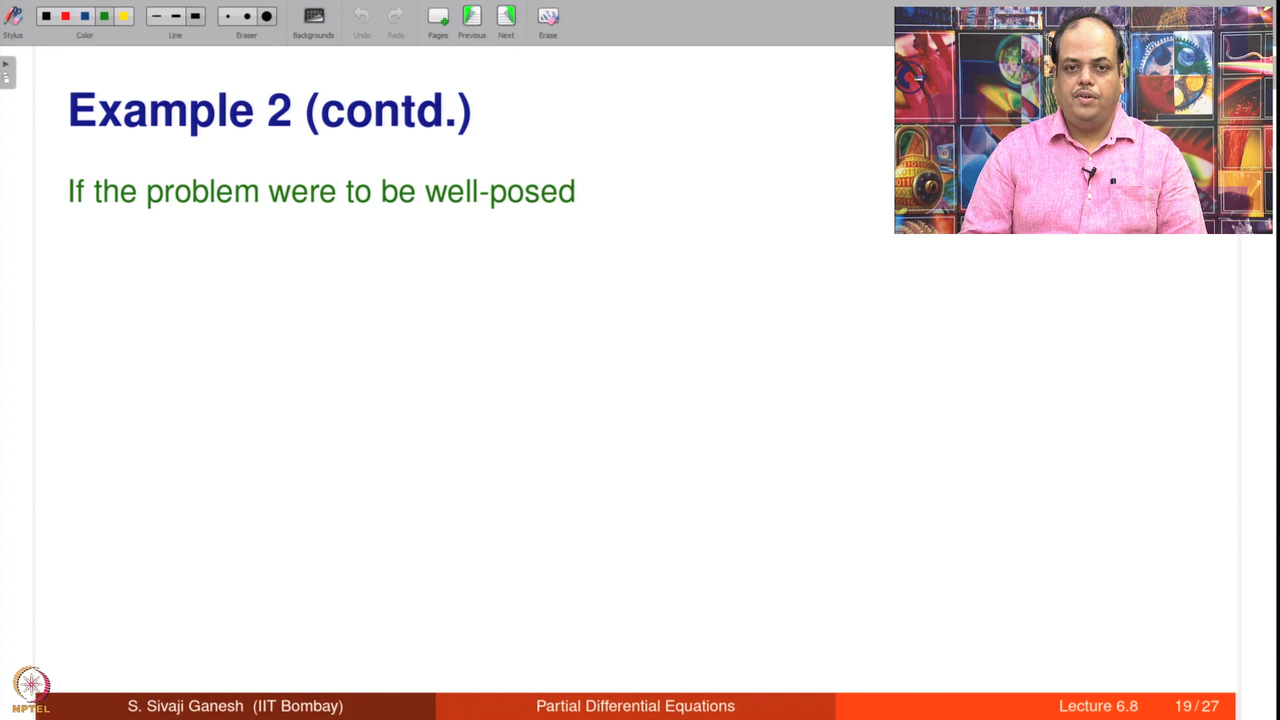 Stylus
Color
Line
Eraser
Backgrounds
Undo
Redo
Pages
Previous
Next
Erase
Example 2 (contd.)
If the problem were to be well-posed
NPTEL
S. Sivaji Ganesh (IIT Bombay)
Partial Differential Equations
Lecture 6.8
19 / 27